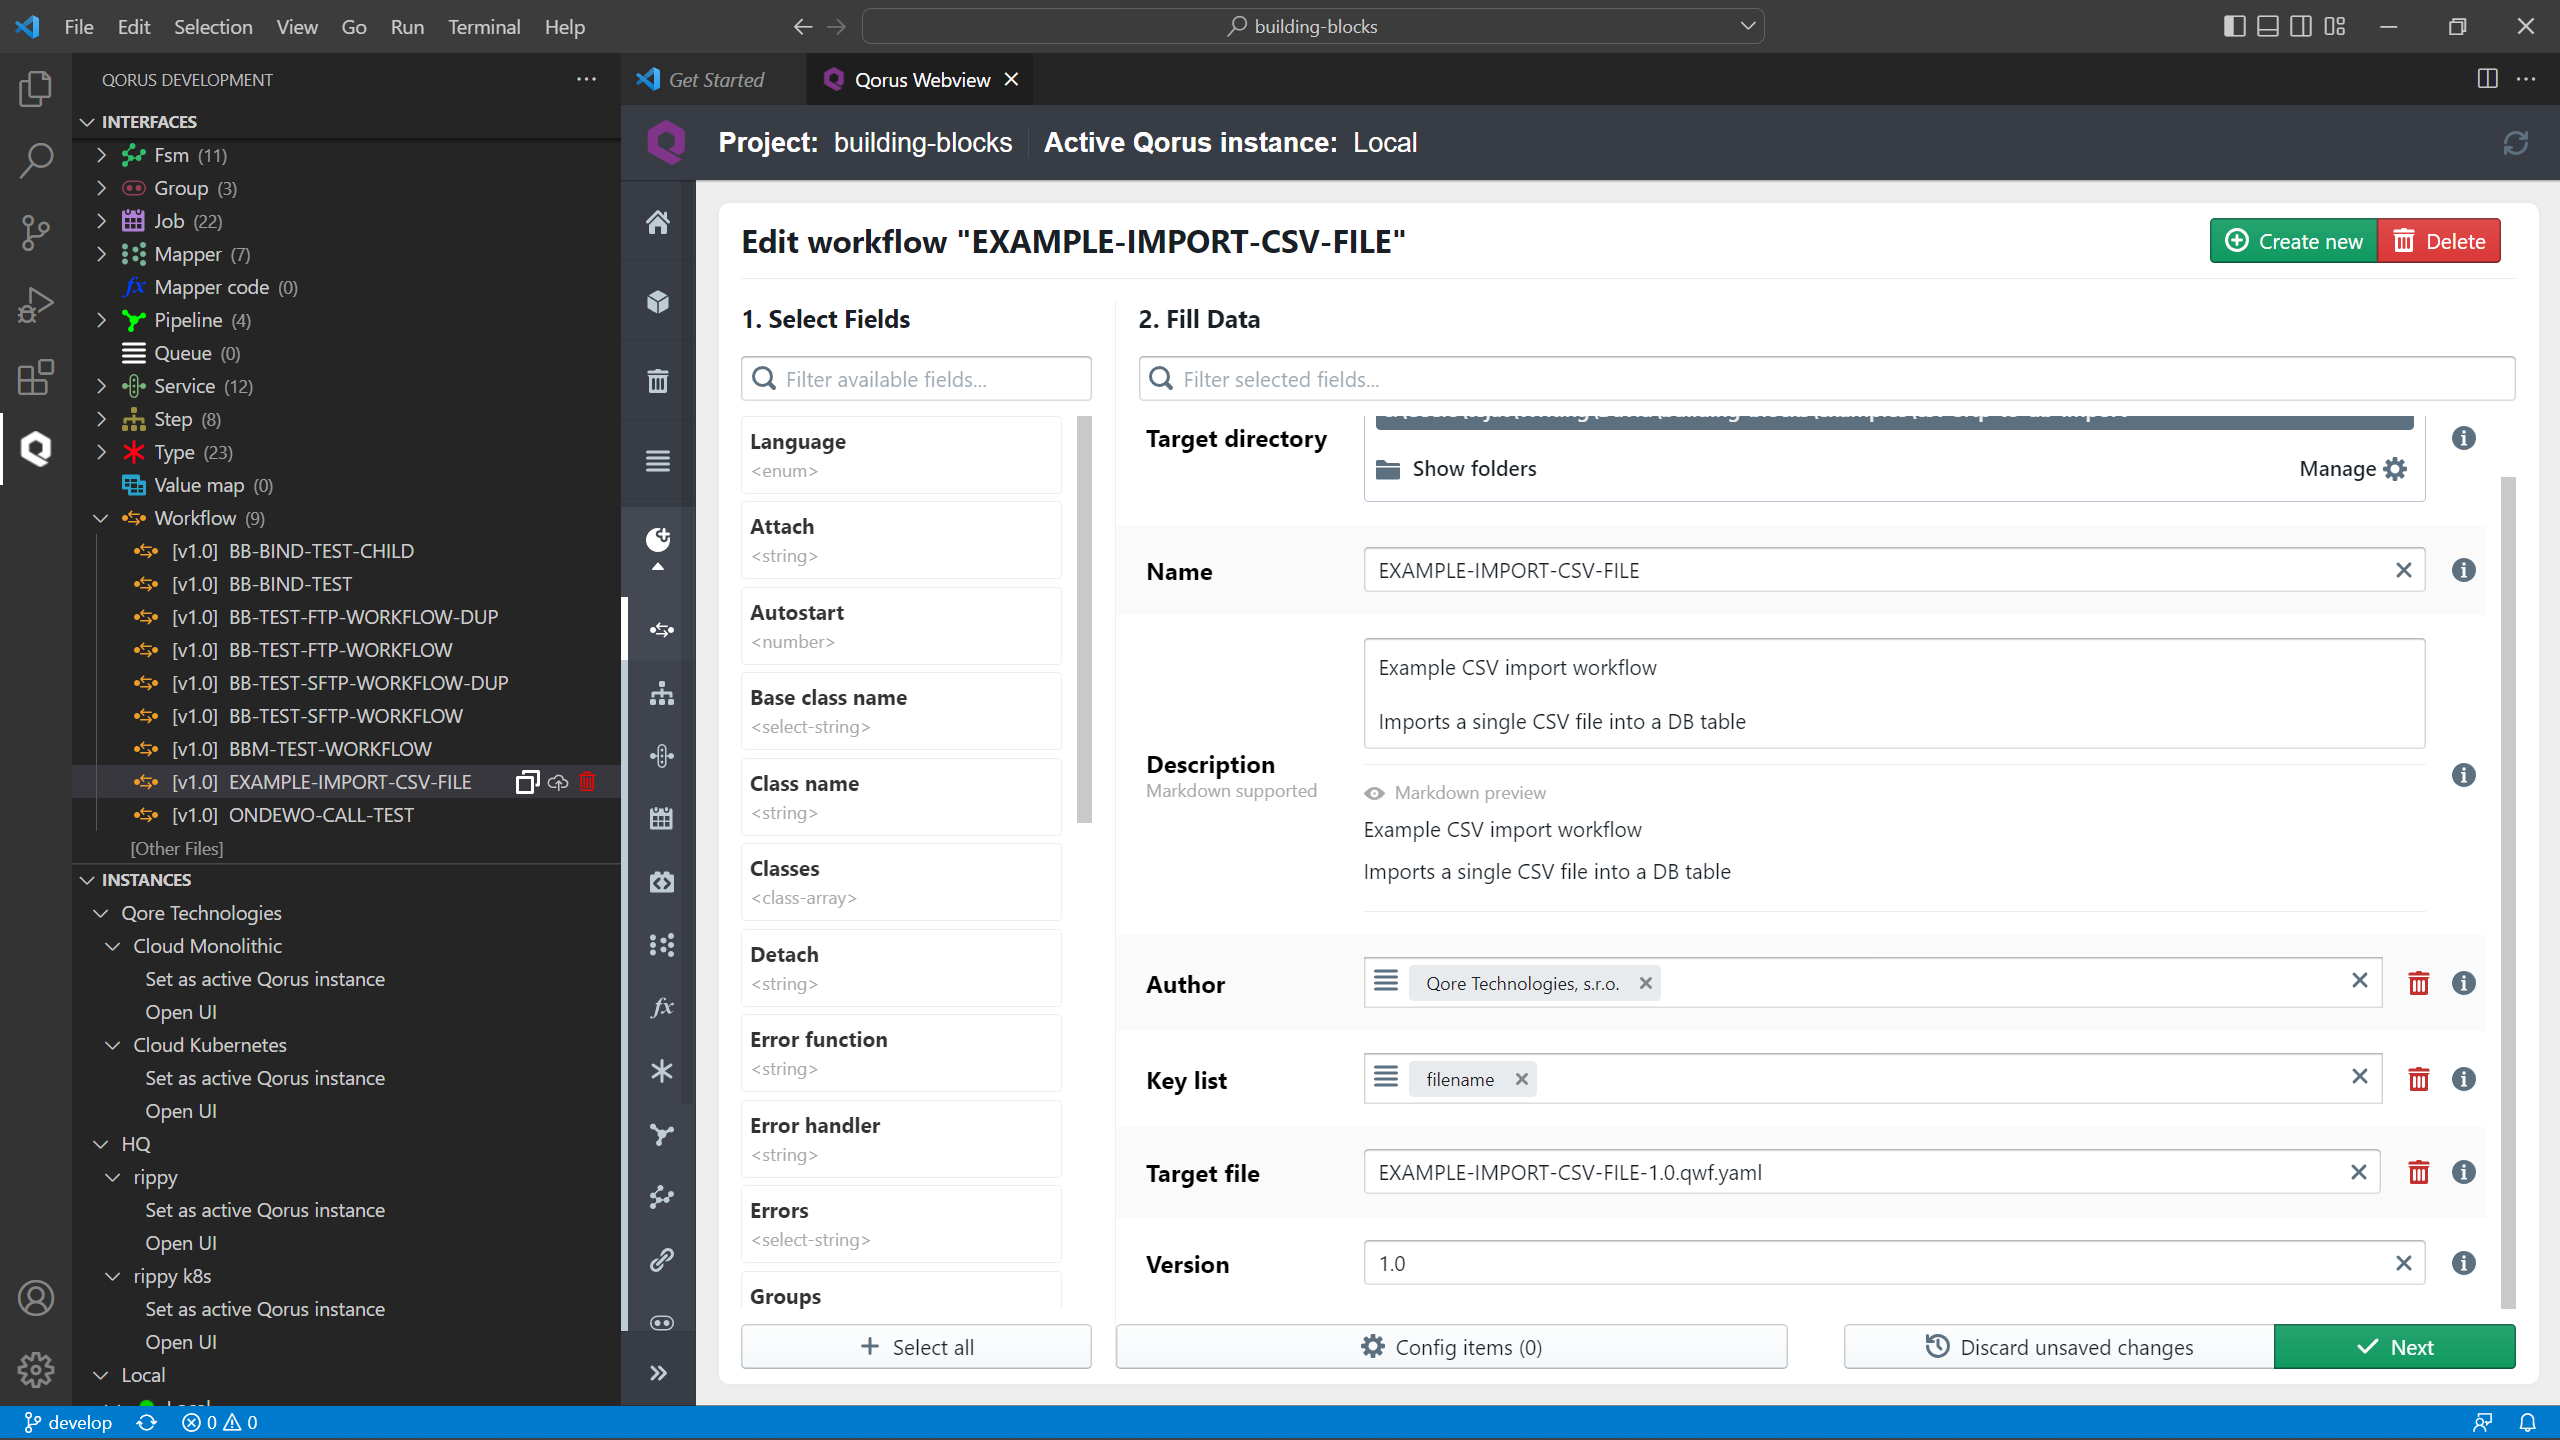 File Edit Selection View Go Run Terminal Help
building-blocks
QORUS DEVELOPMENT
INTERFACES
Fsm (11)
Group (3)
Job (22)
Mapper (7)
fx Mapper code (0)
Pipeline (4)
Queue (0)
Service (12)
Step (8)
Type (23)
Value map (0)
Workflow (9)
[v1.0] BB-BIND-TEST-CHILD
[v1.0] BB-BIND-TEST
[v1.0] BB-TEST-FTP-WORKFLOW-DUP
[v1.0] BB-TEST-FTP-WORKFLOW
[v1.0] BB-TEST-SFTP-WORKFLOW-DUP
[v1.0] BB-TEST-SFTP-WORKFLOW
[v1.0] BBM-TEST-WORKFLOW
[v1.0] EXAMPLE-IMPORT-CSV-FILE
[v1.0] ONDEWO-CALL-TEST
[Other Files]
INSTANCES
Qore Technologies
Cloud Monolithic
Set as active Qorus instance
Open UI
Cloud Kubernetes
Set as active Qorus instance
Open UI
HQ
rippy
Set as active Qorus instance
Open UI
rippy k8s
Set as active Qorus instance
Open UI
Local
Get Started
Qorus Webview
Project: building-blocks Active Qorus instance: Local
Edit workflow "EXAMPLE-IMPORT-CSV-FILE"
Create new
Delete
1. Select Fields
Filter available fields...
Language
<enum>
Attach
<string>
Autostart
<number>
Base class name
<select-string>
Class name
<string>
Classes
<class-array>
Detach
<string>
Error function
<string>
Error handler
<string>
Errors
<select-string>
Groups
Select all
fx
2. Fill Data
Filter selected fields...
Target directory
Show folders
Manage
Name
EXAMPLE-IMPORT-CSV-FILE
Description
Markdown supported
Example CSV import workflow
Imports a single CSV file into a DB table
Markdown preview
Example CSV import workflow
Imports a single CSV file into a DB table
Author
Qore Technologies, s.r.o.
Key list
filename
Target file
EXAMPLE-IMPORT-CSV-FILE-1.0.qwf.yaml
Version
1.0
Config items (0)
Discard unsaved changes
Next
develop
0
0